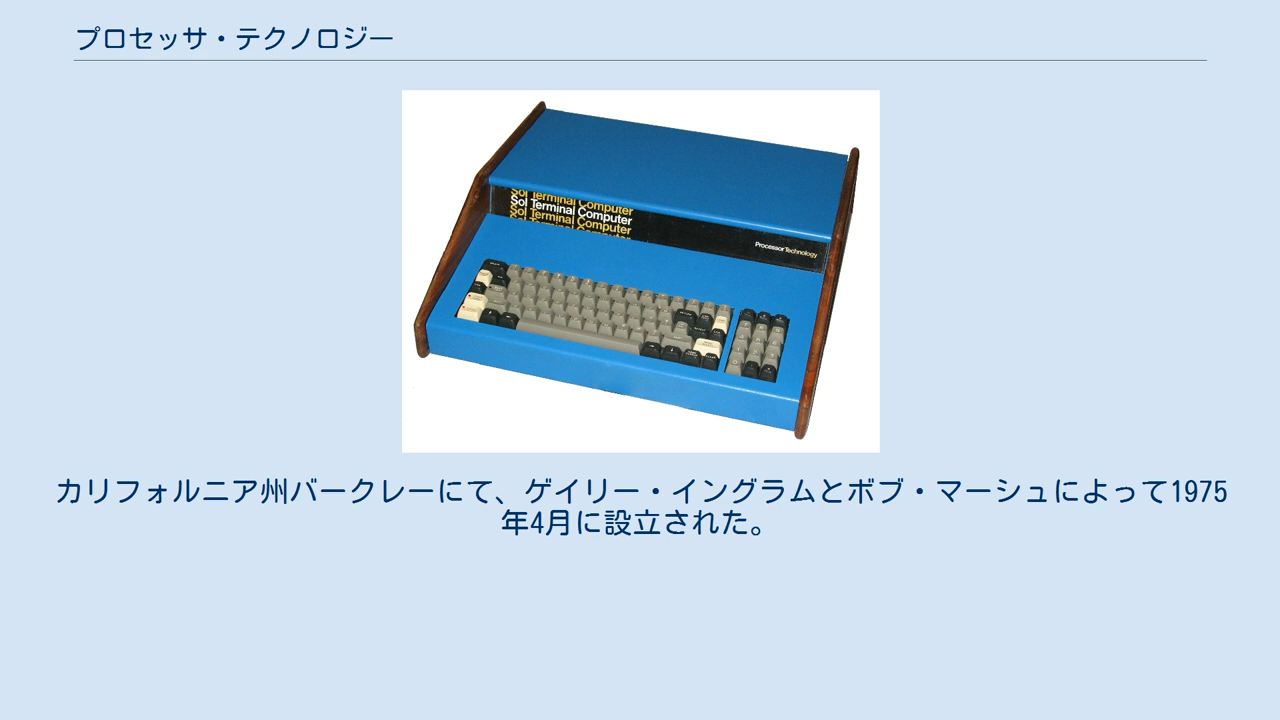 プロセッサ・テクノロジー
Sol Terminal Computer
Sol Terminal Computer
Sol Terminal Computer
Sol Terminal Computer
Processor Technology
カリフォルニア州バークレーにて、ゲイリー・イングラムとボブ・マーシュによって1975
年4月に設立された。